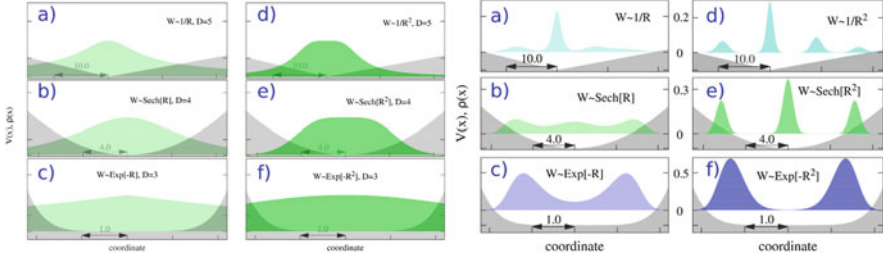 a) W~1/R, D=5
10.0
d) W~1/R², D=5
10.0
b) W~Sech[R], D=4
4.0
e) W~Sech[R²], D=4
4.0
c) W~Exp[-R], D=3
1.0
f) W~Exp[-R²], D=3
1.0
V(x), ρ(x)
coordinate
coordinate
a) W~1/R
10.0
0.3
0
d) W~1/R²
10.0
b) W~Sech[R]
4.0
0.3
0
e) W~Sech[R²]
4.0
c) W~Exp[-R]
1.0
0.5
0
f) W~Exp[-R²]
1.0
V(x), ρ(x)
coordinate
coordinate